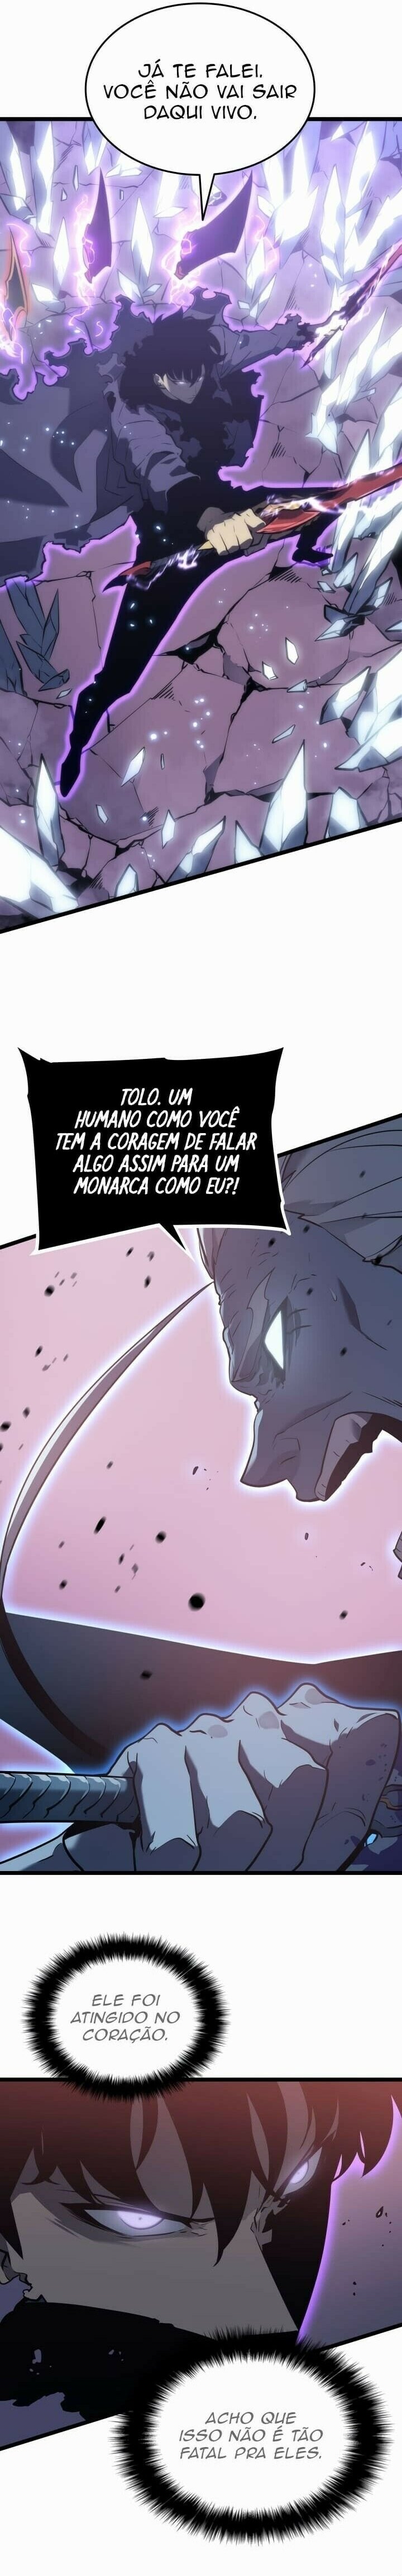 JÁ TE FALEI.
VOCÊ NÃO VAI SAIR
DAQUI VIVO.
TOLO. UM
HUMANO COMO VOCÊ
TEM A CORAGEM DE FALAR
ALGO ASSIM PARA UM
MONARCA COMO EU?!
ELE FOI
ATINGIDO NO
CORAÇÃO.
ACHO QUE
ISSO NÃO É TÃO
FATAL PRA ELES.